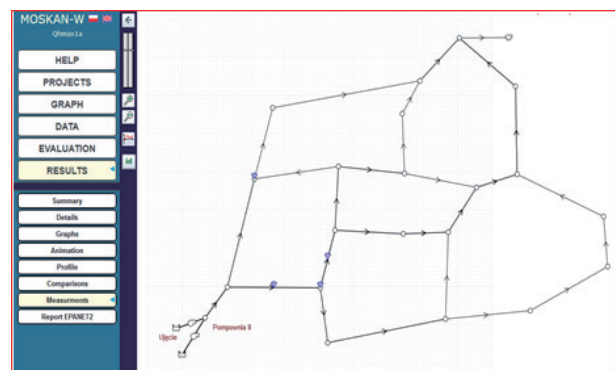 MOSKAN-W
Qhmax1a
HELP
PROJECTS
GRAPH
DATA
EVALUATION
RESULTS
Summary
Details
Graphs
Animation
Profile
Comparisons
Measurments
Report EPANET2
Ujęcie
Pompownia II